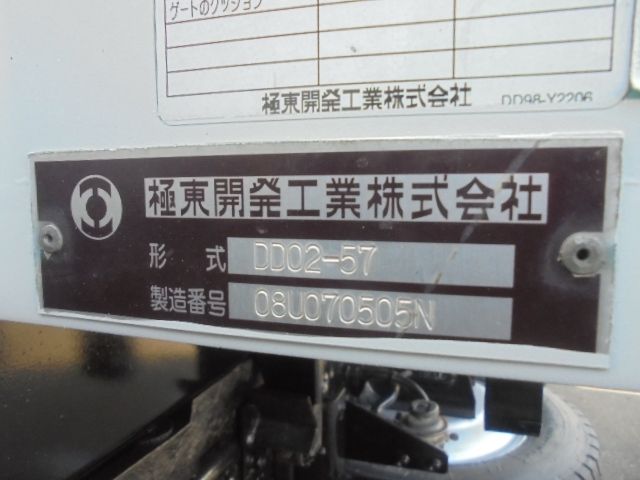 ゲートのクッション
極東開発工業株式会社 DD98-Y2206
極東開発工業株式会社
形式 DD02-57
製造番号 08U070505N